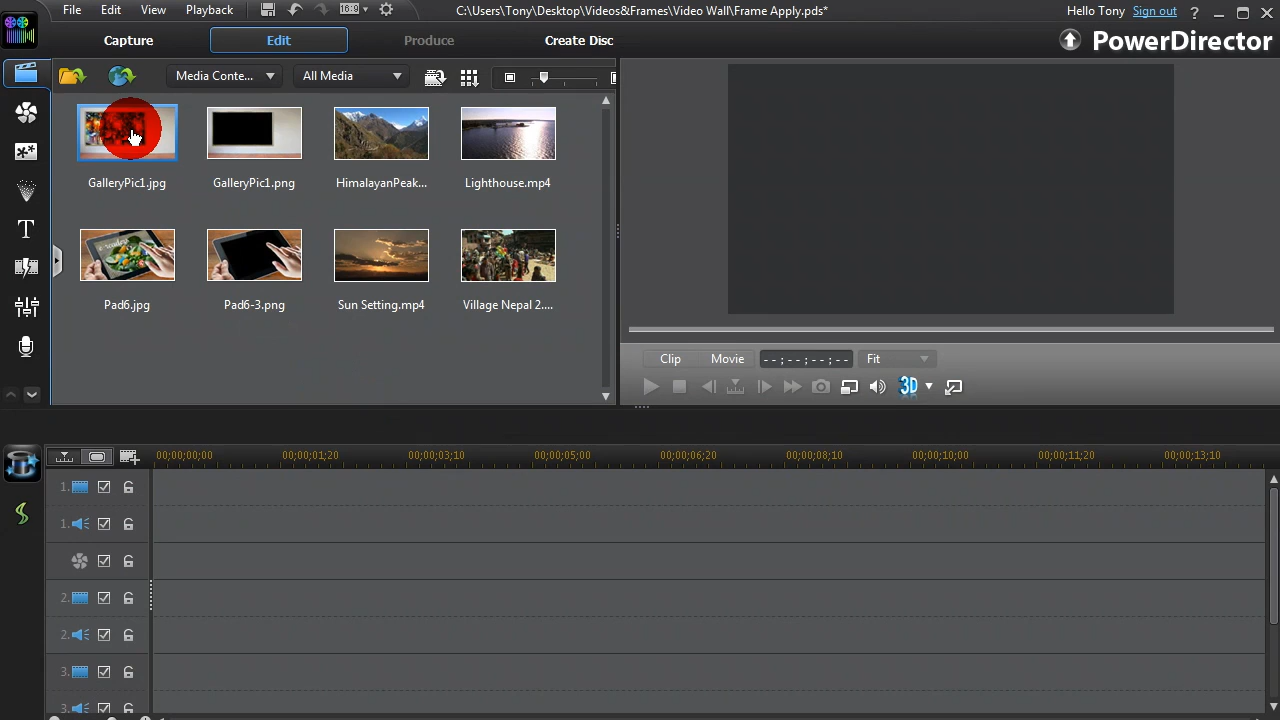 File Edit View Playback 16:9 C:\Users\Tony\Desktop\Videos&Frames\Video Wall\Frame Apply.pds* Hello Tony Sign out ?
Capture Edit Produce Create Disc PowerDirector
Media Conte... All Media
GalleryPic1.jpg GalleryPic1.png HimalayanPeak... Lighthouse.mp4
Pad6.jpg Pad6-3.png Sun Setting.mp4 Village Nepal 2....
Clip Movie --;--;--;-- Fit
3D
00;00;00;00 00;00;01;20 00;00;03;10 00;00;05;00 00;00;06;20 00;00;08;10 00;00;10;00 00;00;11;20 00;00;13;10
1.
1.
2.
2.
3.
3.